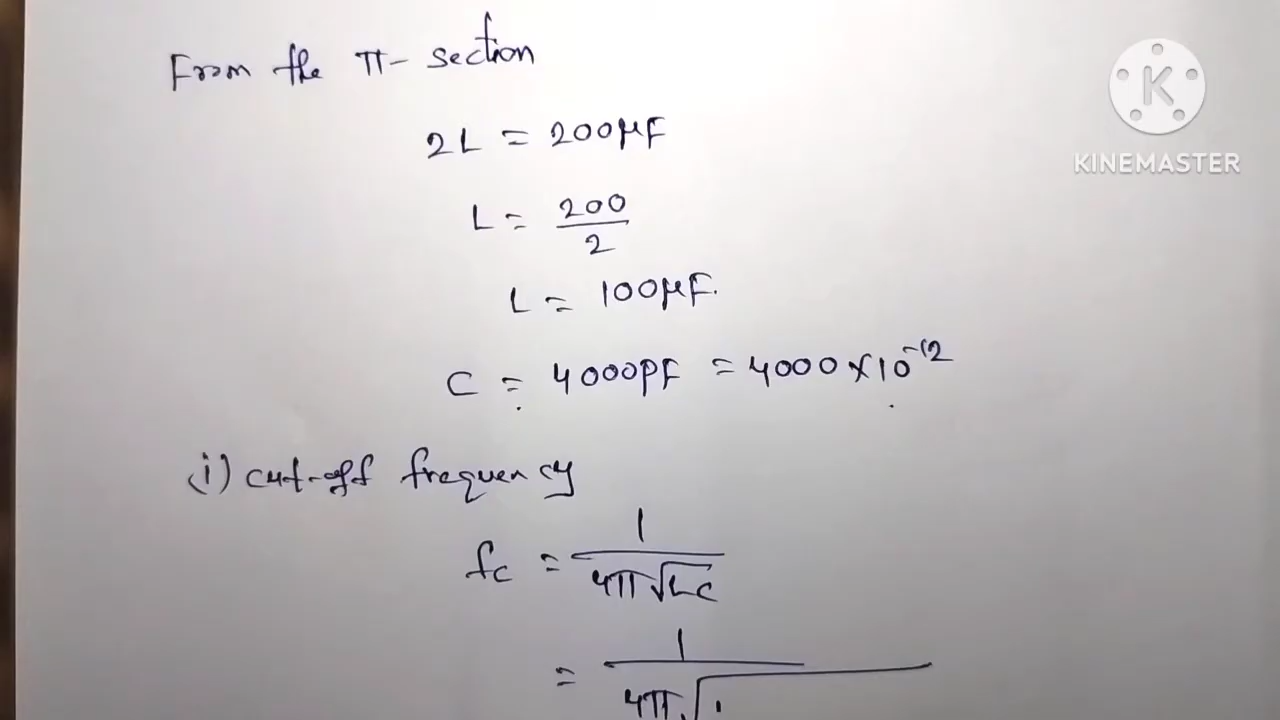 From the π- section
K
KINEMASTER
2L = 200μF
L = 200/2
L = 100μF.
C = 4000PF = 4000×10⁻¹²
(i) cut-off frequency
fc = 1/4π√LC
= 1/4π√